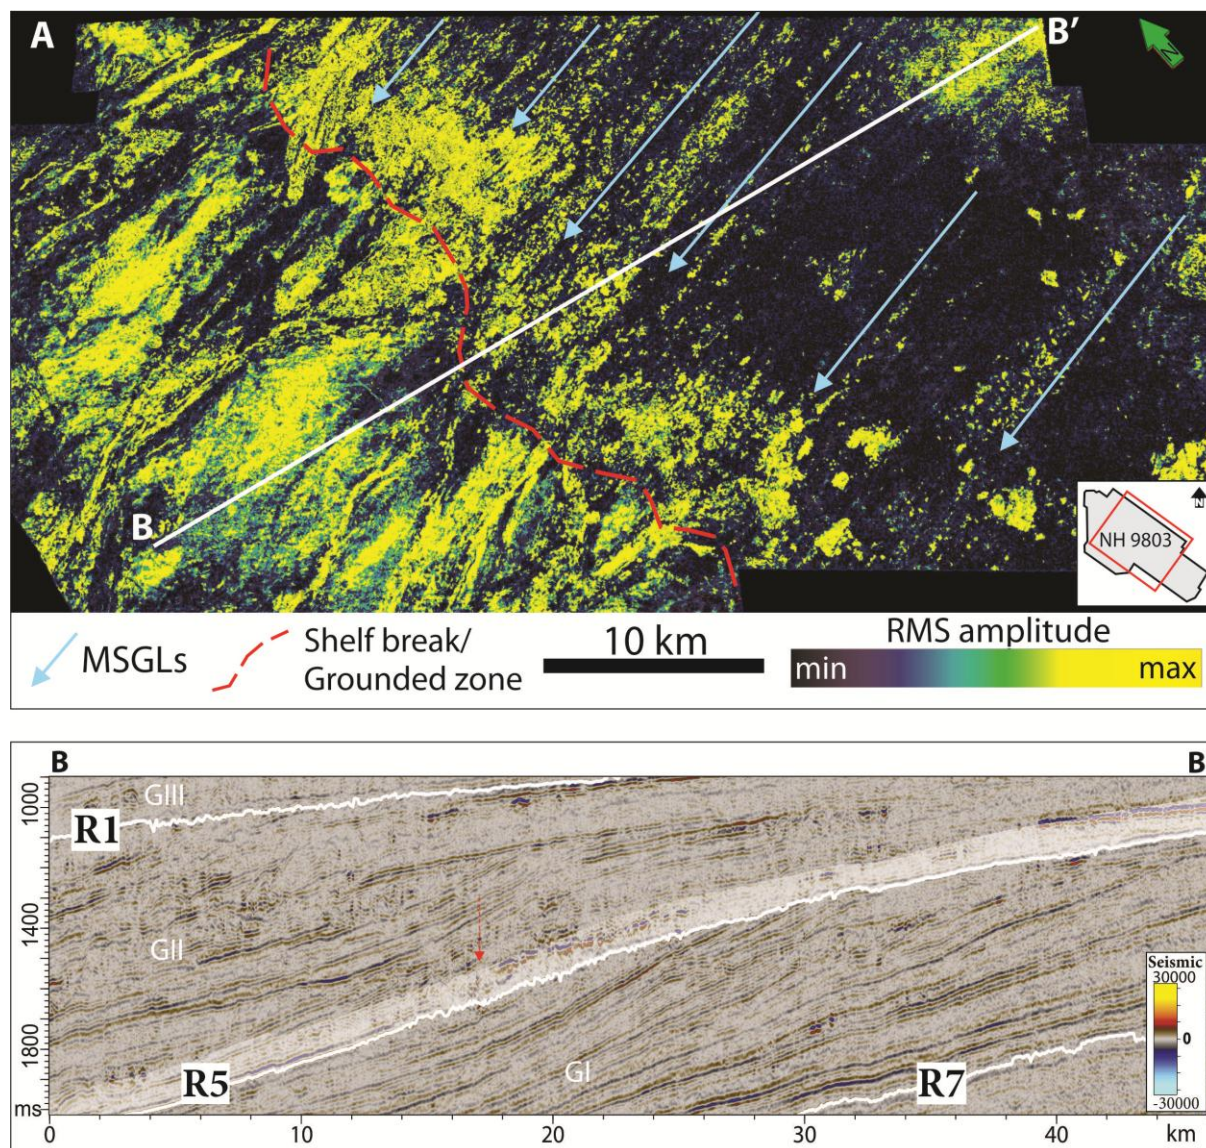 A
B'
N
B
N
NH 9803
MSGLs
Shelf break/
Grounded zone
10 km
RMS amplitude
min
max
B
B
GIII
R1
1000
1400
GII
1800
ms
R5
GI
R7
Seismic
30000
0
-30000
0
10
20
30
40
km